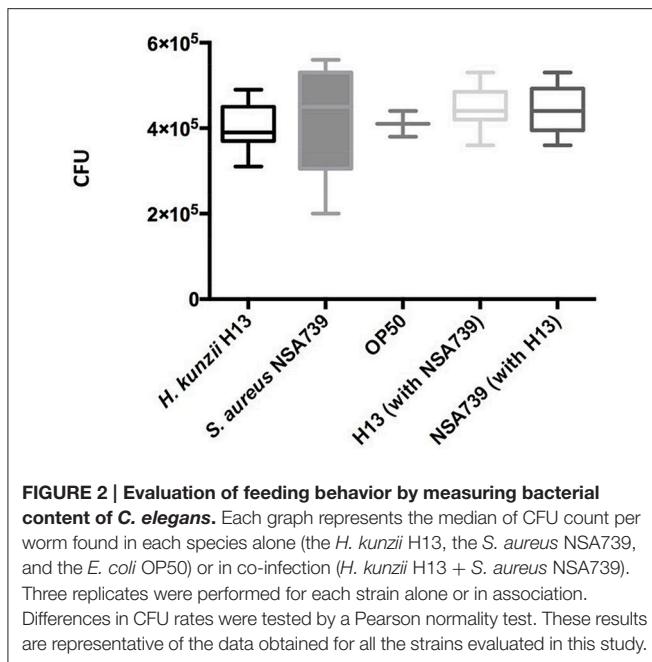 6×10⁵
4×10⁵
2×10⁵
0
CFU
H. kunzii H13
S. aureus NSA739
OP50
H13 (with NSA739)
NSA739 (with H13)
FIGURE 2 | Evaluation of feeding behavior by measuring bacterial
content of C. elegans. Each graph represents the median of CFU count per
worm found in each species alone (the H. kunzii H13, the S. aureus NSA739,
and the E. coli OP50) or in co-infection (H. kunzii H13 + S. aureus NSA739).
Three replicates were performed for each strain alone or in association.
Differences in CFU rates were tested by a Pearson normality test. These results
are representative of the data obtained for all the strains evaluated in this study.